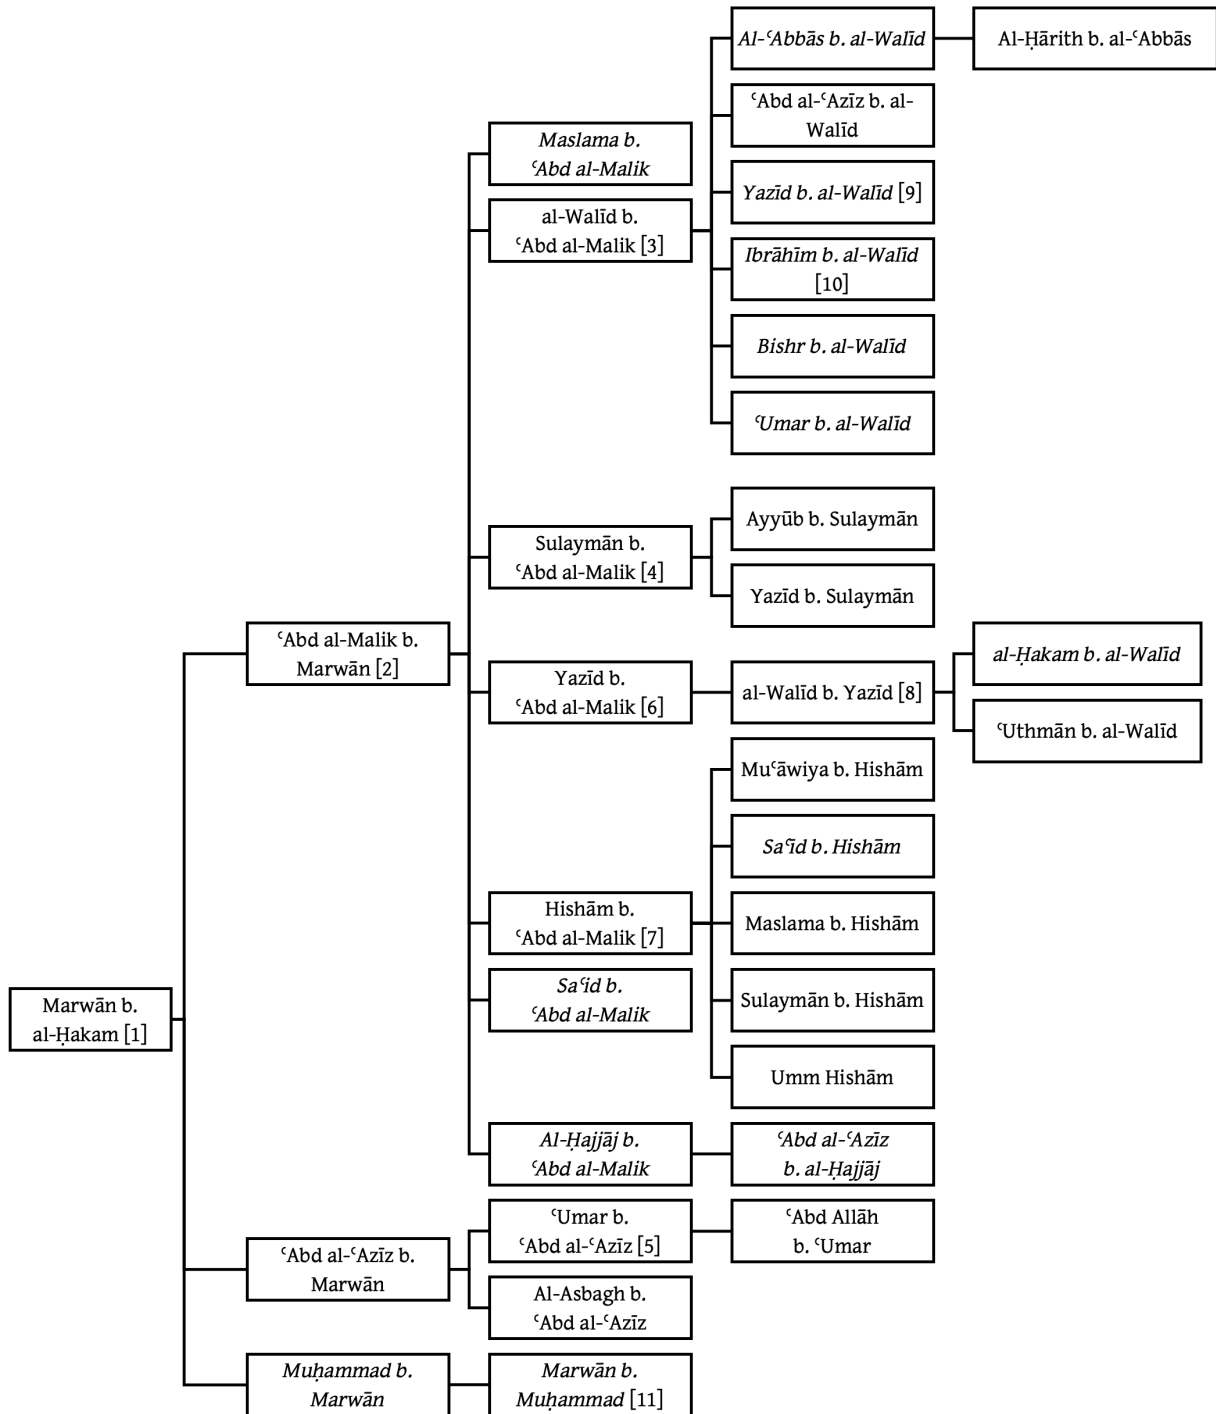 Al-ʿAbbās b. al-Walīd
Al-Ḥārith b. al-ʿAbbās
ʿAbd al-ʿAzīz b. al-
Walīd
Maslama b.
ʿAbd al-Malik
Yazīd b. al-Walīd [9]
al-Walīd b.
ʿAbd al-Malik [3]
Ibrāhīm b. al-Walīd
[10]
Bishr b. al-Walīd
ʿUmar b. al-Walīd
Ayyūb b. Sulaymān
Sulaymān b.
ʿAbd al-Malik [4]
Yazīd b. Sulaymān
ʿAbd al-Malik b.
Marwān [2]
al-Ḥakam b. al-Walīd
Yazīd b.
ʿAbd al-Malik [6]
al-Walīd b. Yazīd [8]
ʿUthmān b. al-Walīd
Muʿāwiya b. Hishām
Saʿīd b. Hishām
Hishām b.
ʿAbd al-Malik [7]
Maslama b. Hishām
Saʿīd b.
ʿAbd al-Malik
Sulaymān b. Hishām
Marwān b.
al-Ḥakam [1]
Umm Hishām
Al-Ḥajjāj b.
ʿAbd al-Malik
ʿAbd al-ʿAzīz
b. al-Ḥajjāj
ʿUmar b.
ʿAbd al-ʿAzīz [5]
ʿAbd Allāh
b. ʿUmar
ʿAbd al-ʿAzīz b.
Marwān
Al-Asbagh b.
ʿAbd al-ʿAzīz
Muḥammad b.
Marwān
Marwān b.
Muḥammad [11]